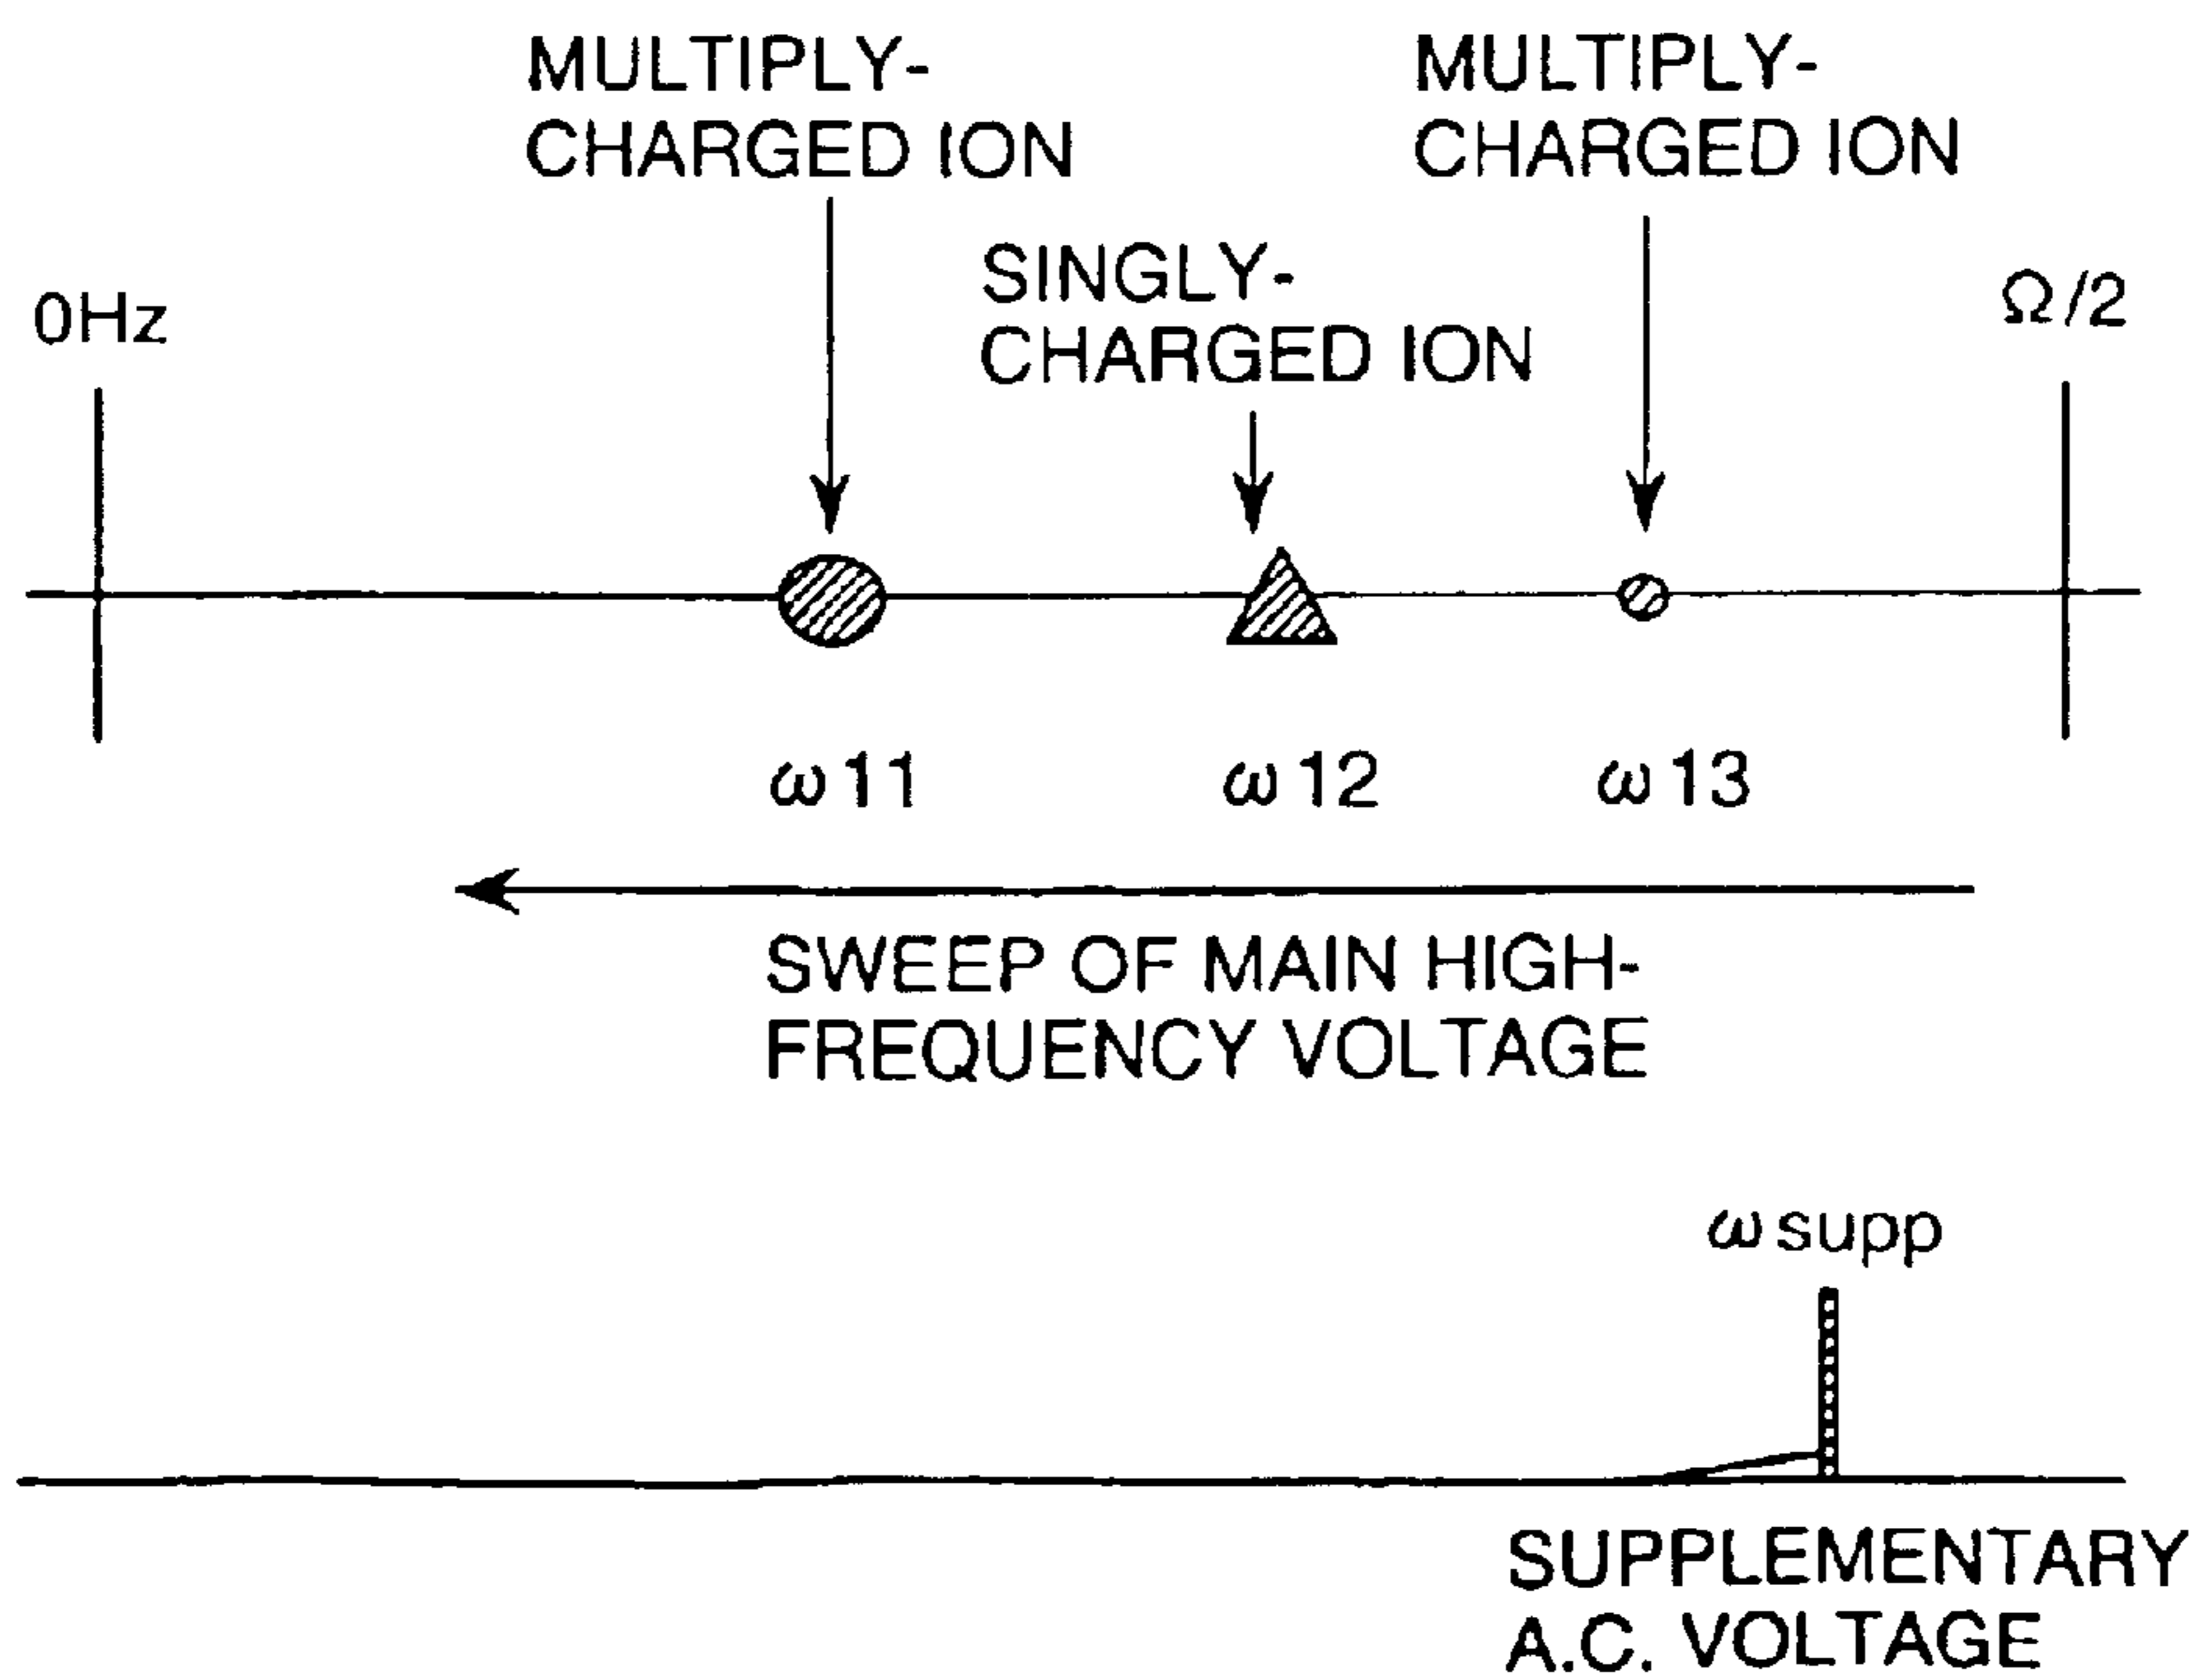 MULTIPLY-
CHARGED ION
MULTIPLY-
CHARGED ION
SINGLY-
CHARGED ION
0Hz
Ω/2
ω11
ω12
ω13
SWEEP OF MAIN HIGH-
FREQUENCY VOLTAGE
ωsupp
SUPPLEMENTARY
A.C. VOLTAGE